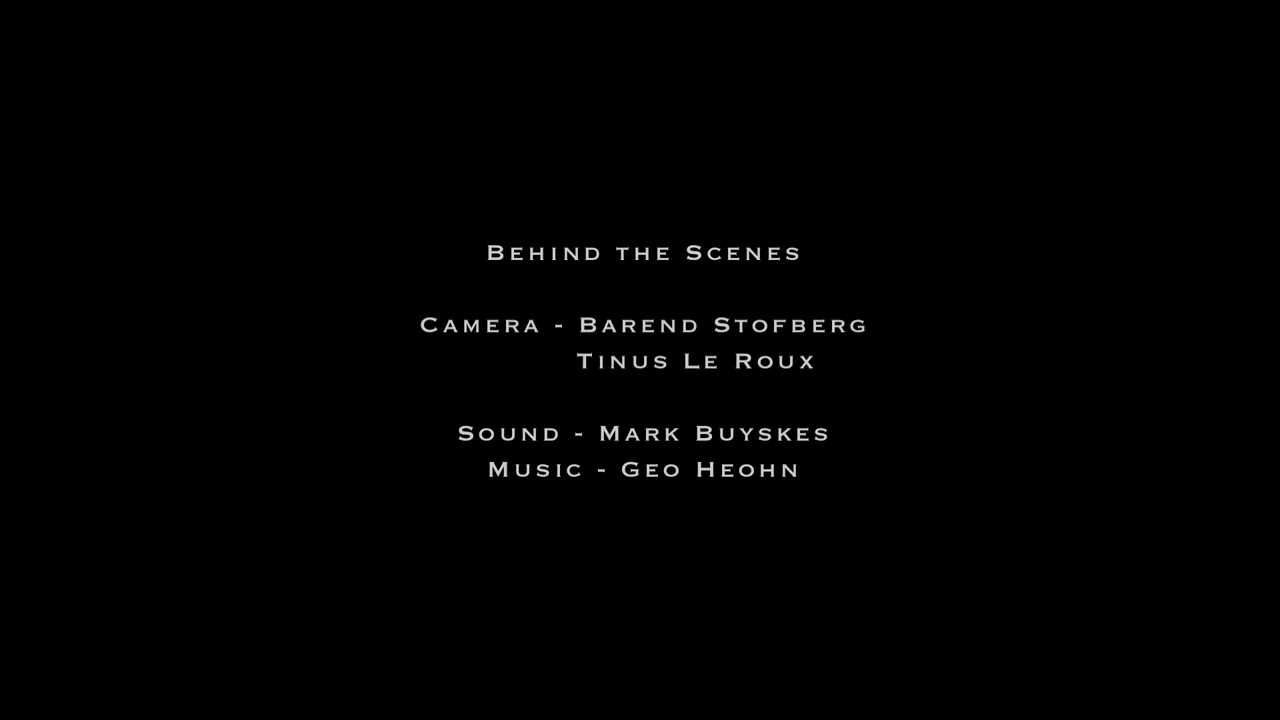 Behind the Scenes
Camera - Barend Stofberg
Tinus Le Roux
Sound - Mark Buyskes
Music - Geo Heohn